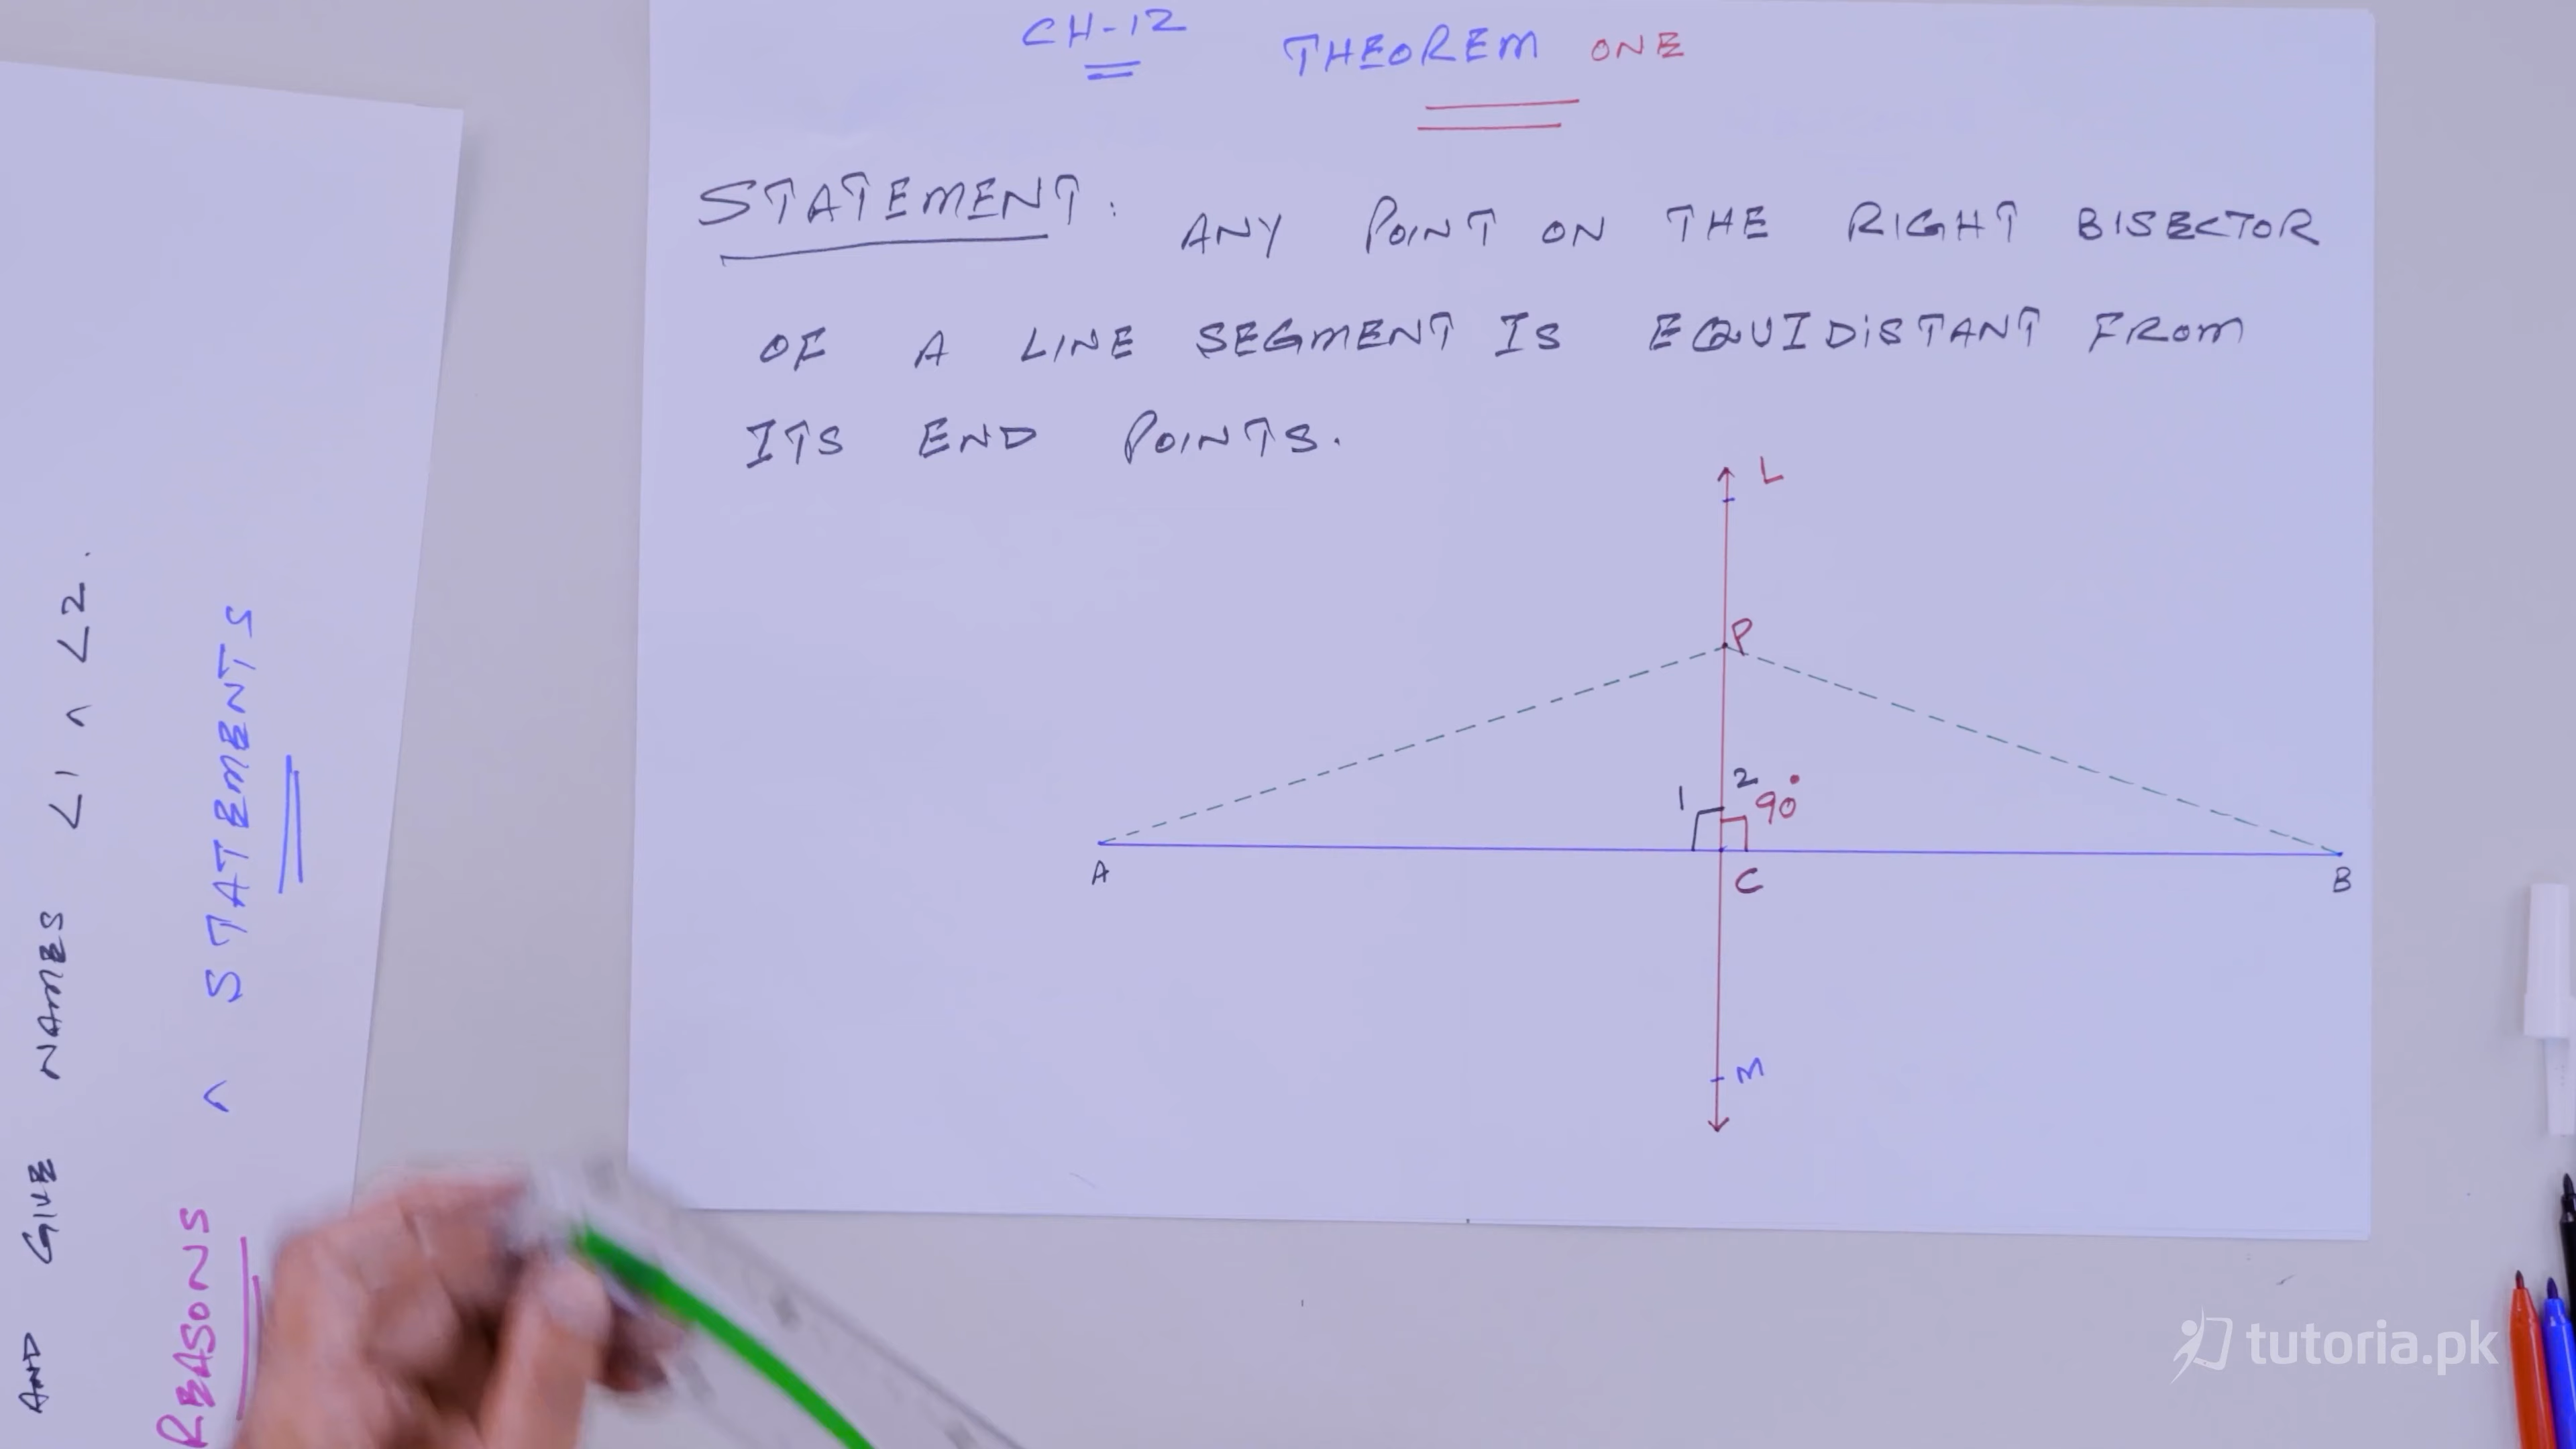 CH-12 THEOREM ONE
STATEMENT: ANY POINT ON THE RIGHT BISECTOR
OF A LINE SEGMENT IS EQUIDISTANT FROM
ITS END POINTS.
L
P
2
1
90°
A
C
B
M
AND GIVE NAMES <1 ^ <2.
REASONS ^ STATEMENTS
tutoria.pk